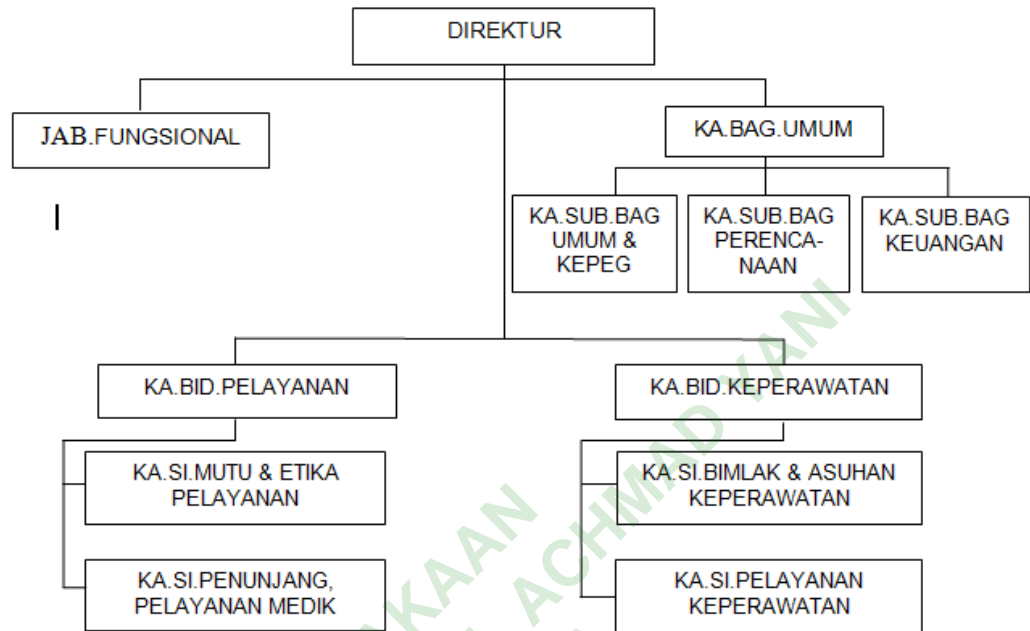 DIREKTUR
JAB.FUNGSIONAL
KA.BAG.UMUM
KA.SUB.BAG
UMUM &
KEPEG
KA.SUB.BAG
PERENCA-
NAAN
KA.SUB.BAG
KEUANGAN
KA.BID.PELAYANAN
KA.BID.KEPERAWATAN
KA.SI.MUTU & ETIKA
PELAYANAN
KA.SI.BIMLAK & ASUHAN
KEPERAWATAN
KA.SI.PENUNJANG,
PELAYANAN MEDIK
KA.SI.PELAYANAN
KEPERAWATAN
ACHMAD YANI